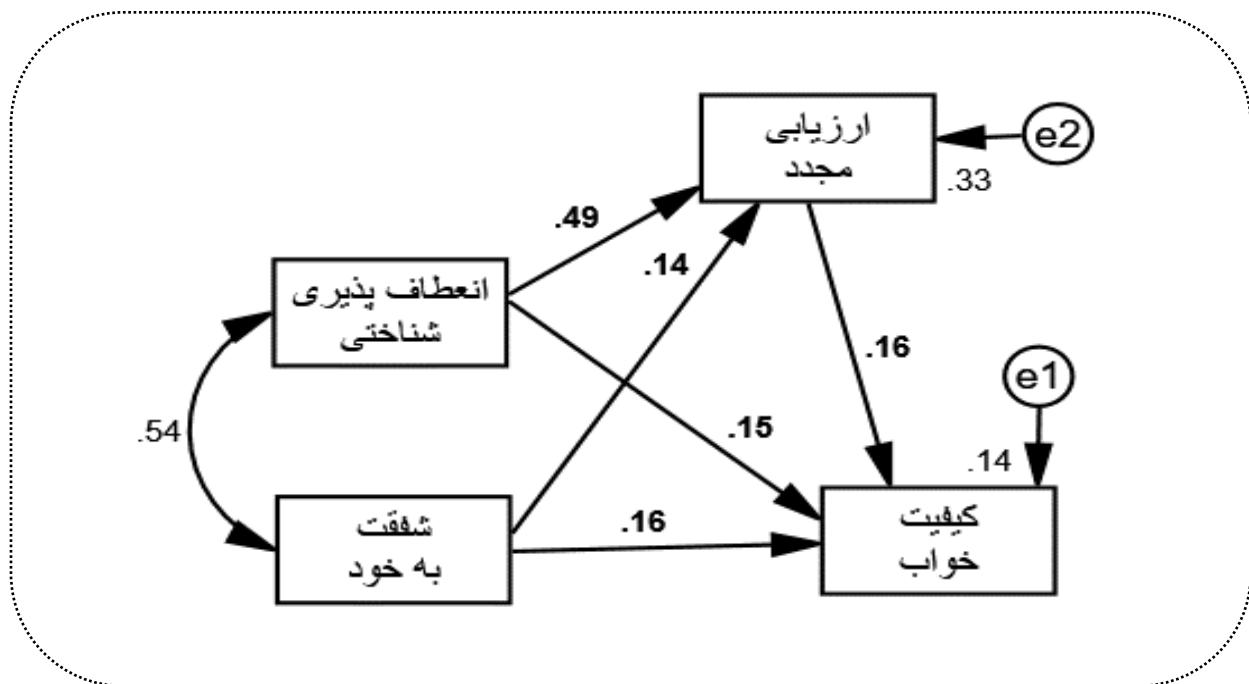 ارزیابی
مجدد
e2
.33
.49
.14
انعطاف پذیری
شناختی
.16
e1
.54
.15
.14
شفقت
به خود
.16
کیفیت
خواب